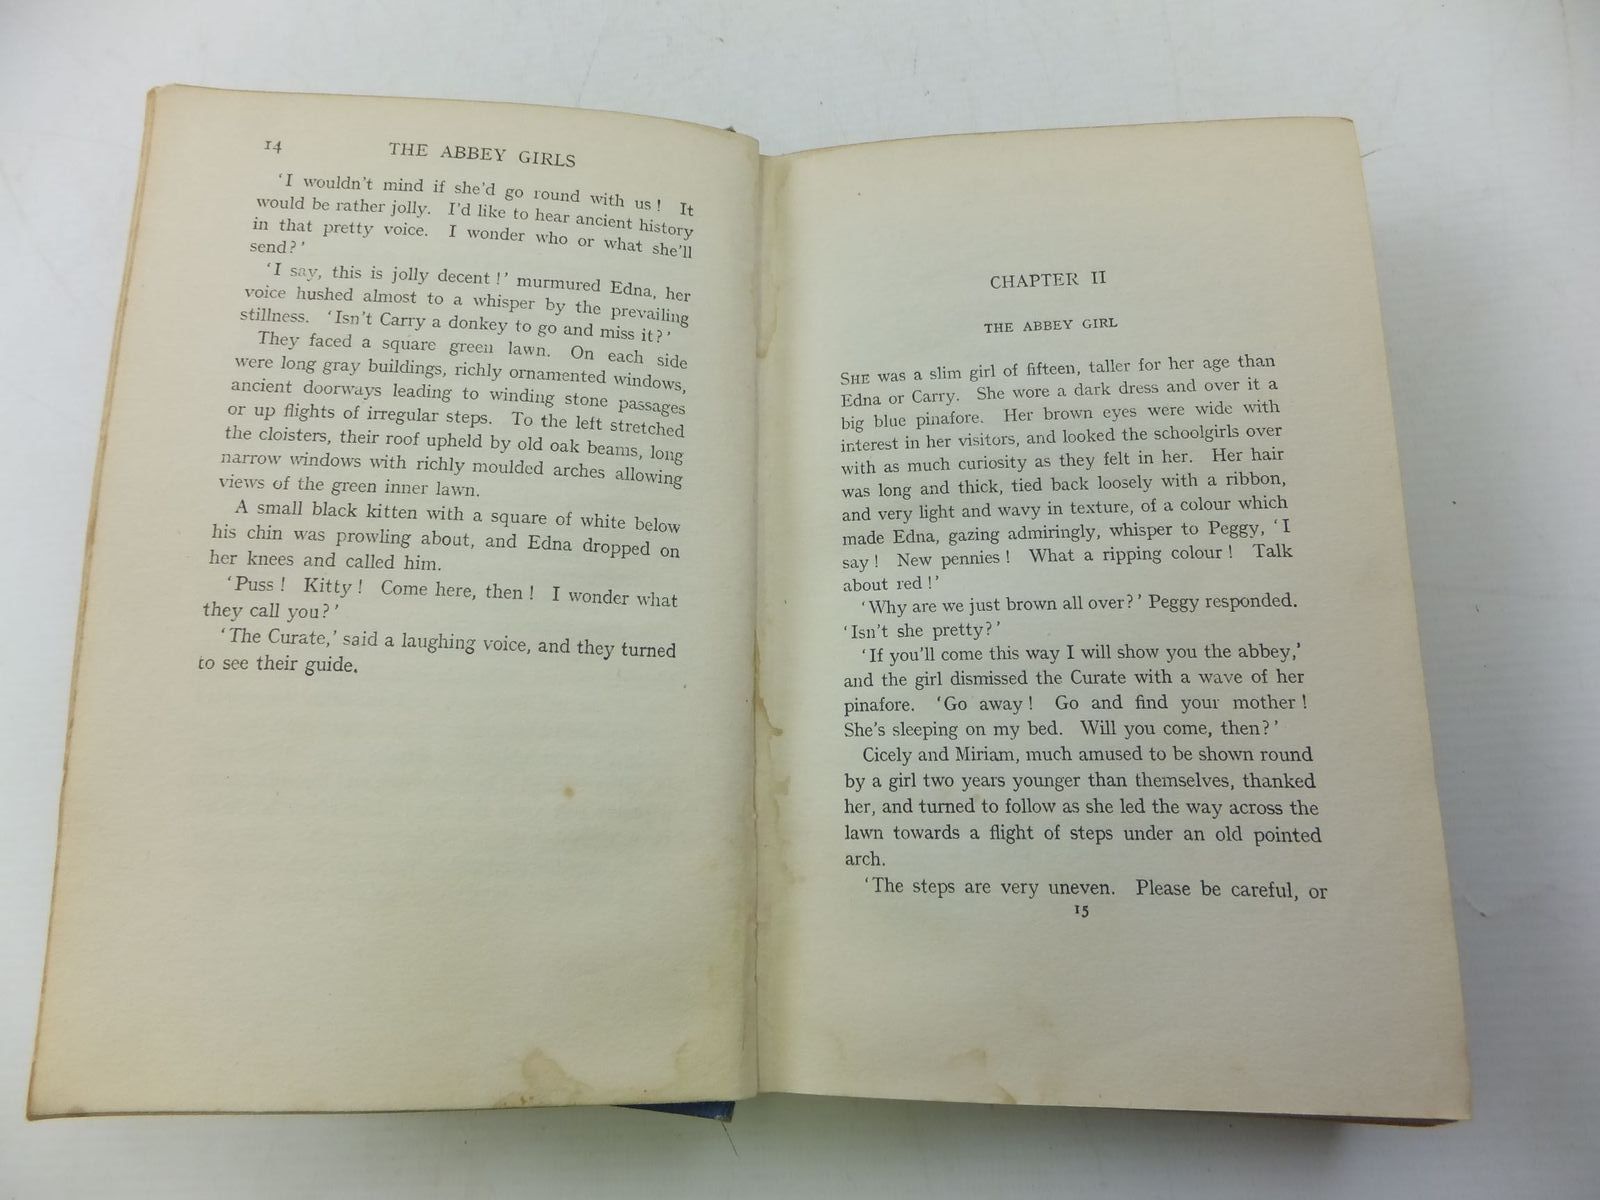 14
THE ABBEY GIRLS
'I wouldn't mind if she'd go round with us! It
would be rather jolly. I'd like to hear ancient history
in that pretty voice. I wonder who or what she'll
send?'
'I say, this is jolly decent!' murmured Edna, her
voice hushed almost to a whisper by the prevailing
stillness. 'Isn't Carry a donkey to go and miss it?'
They faced a square green lawn. On each side
were long gray buildings, richly ornamented windows,
ancient doorways leading to winding stone passages
or up flights of irregular steps. To the left stretched
the cloisters, their roof upheld by old oak beams, long
narrow windows with richly moulded arches allowing
views of the green inner lawn.
A small black kitten with a square of white below
his chin was prowling about, and Edna dropped on
her knees and called him.
'Puss! Kitty! Come here, then! I wonder what
they call you?'
'The Curate,' said a laughing voice, and they turned
to see their guide.
CHAPTER II
THE ABBEY GIRL
SHE was a slim girl of fifteen, taller for her age than
Edna or Carry. She wore a dark dress and over it a
big blue pinafore. Her brown eyes were wide with
interest in her visitors, and looked the schoolgirls over
with as much curiosity as they felt in her. Her hair
was long and thick, tied back loosely with a ribbon,
and very light and wavy in texture, of a colour which
made Edna, gazing admiringly, whisper to Peggy, 'I
say! New pennies! What a ripping colour! Talk
about red!'
'Why are we just brown all over?' Peggy responded.
'Isn't she pretty?'
'If you'll come this way I will show you the abbey,'
and the girl dismissed the Curate with a wave of her
pinafore. 'Go away! Go and find your mother!
She's sleeping on my bed. Will you come, then?'
Cicely and Miriam, much amused to be shown round
by a girl two years younger than themselves, thanked
her, and turned to follow as she led the way across the
lawn towards a flight of steps under an old pointed
arch.
'The steps are very uneven. Please be careful, or
15